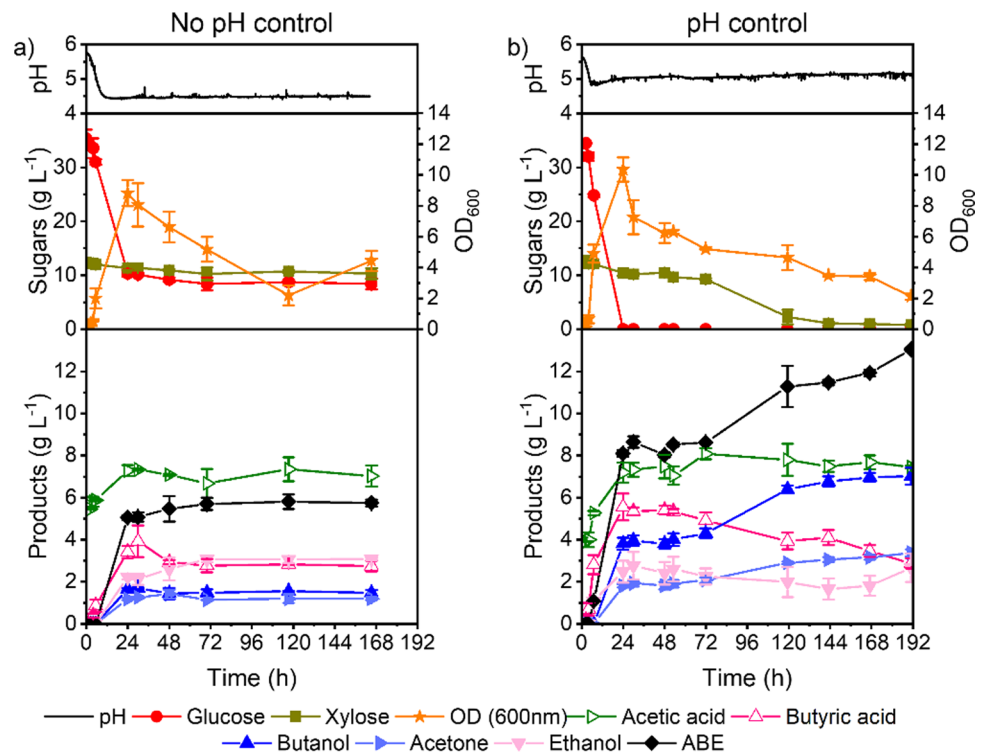 No pH control
pH control
a)
b)
6
5
4
pH
6
5
4
pH
30
20
10
0
Sugars (g L⁻¹)
14
12
10
8
6
4
2
0
OD₆₀₀
30
20
10
0
Sugars (g L⁻¹)
14
12
10
8
6
4
2
0
OD₆₀₀
12
10
8
6
4
2
0
Products (g L⁻¹)
12
10
8
6
4
2
0
Products (g L⁻¹)
0 24 48 72 96 120 144 168 192
0 24 48 72 96 120 144 168 192
Time (h)
Time (h)
pH Glucose Xylose OD (600nm) Acetic acid Butyric acid
Butanol Acetone Ethanol ABE